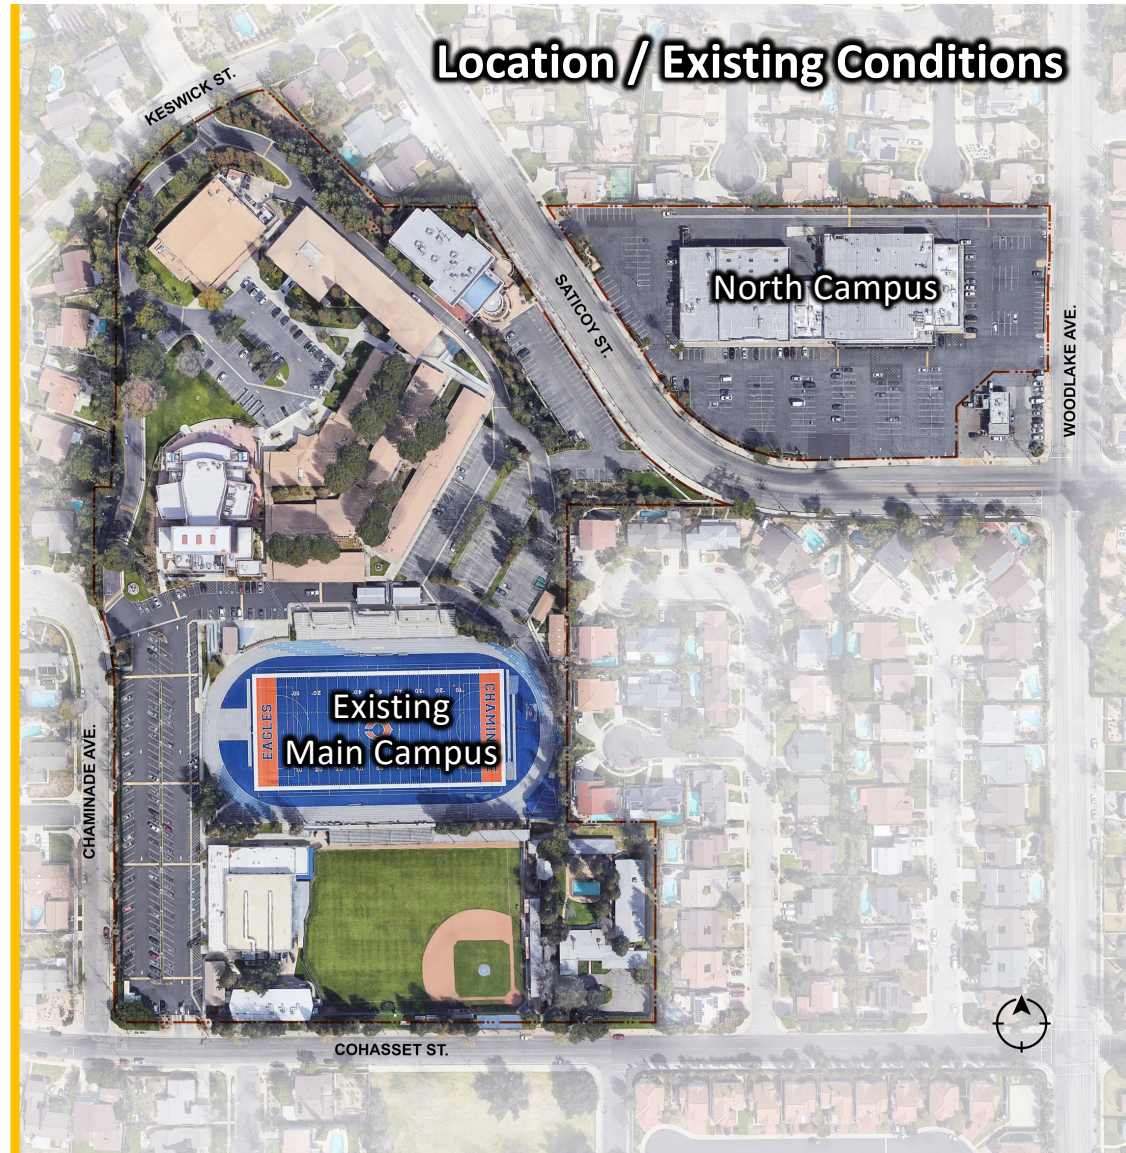 Location / Existing Conditions
KESWICK ST.
SATICOY ST.
North Campus
WOODLAKE AVE.
EAGLES
Existing
Main Campus
CHAMIN
CHAMINADE AVE.
COHASSET ST.